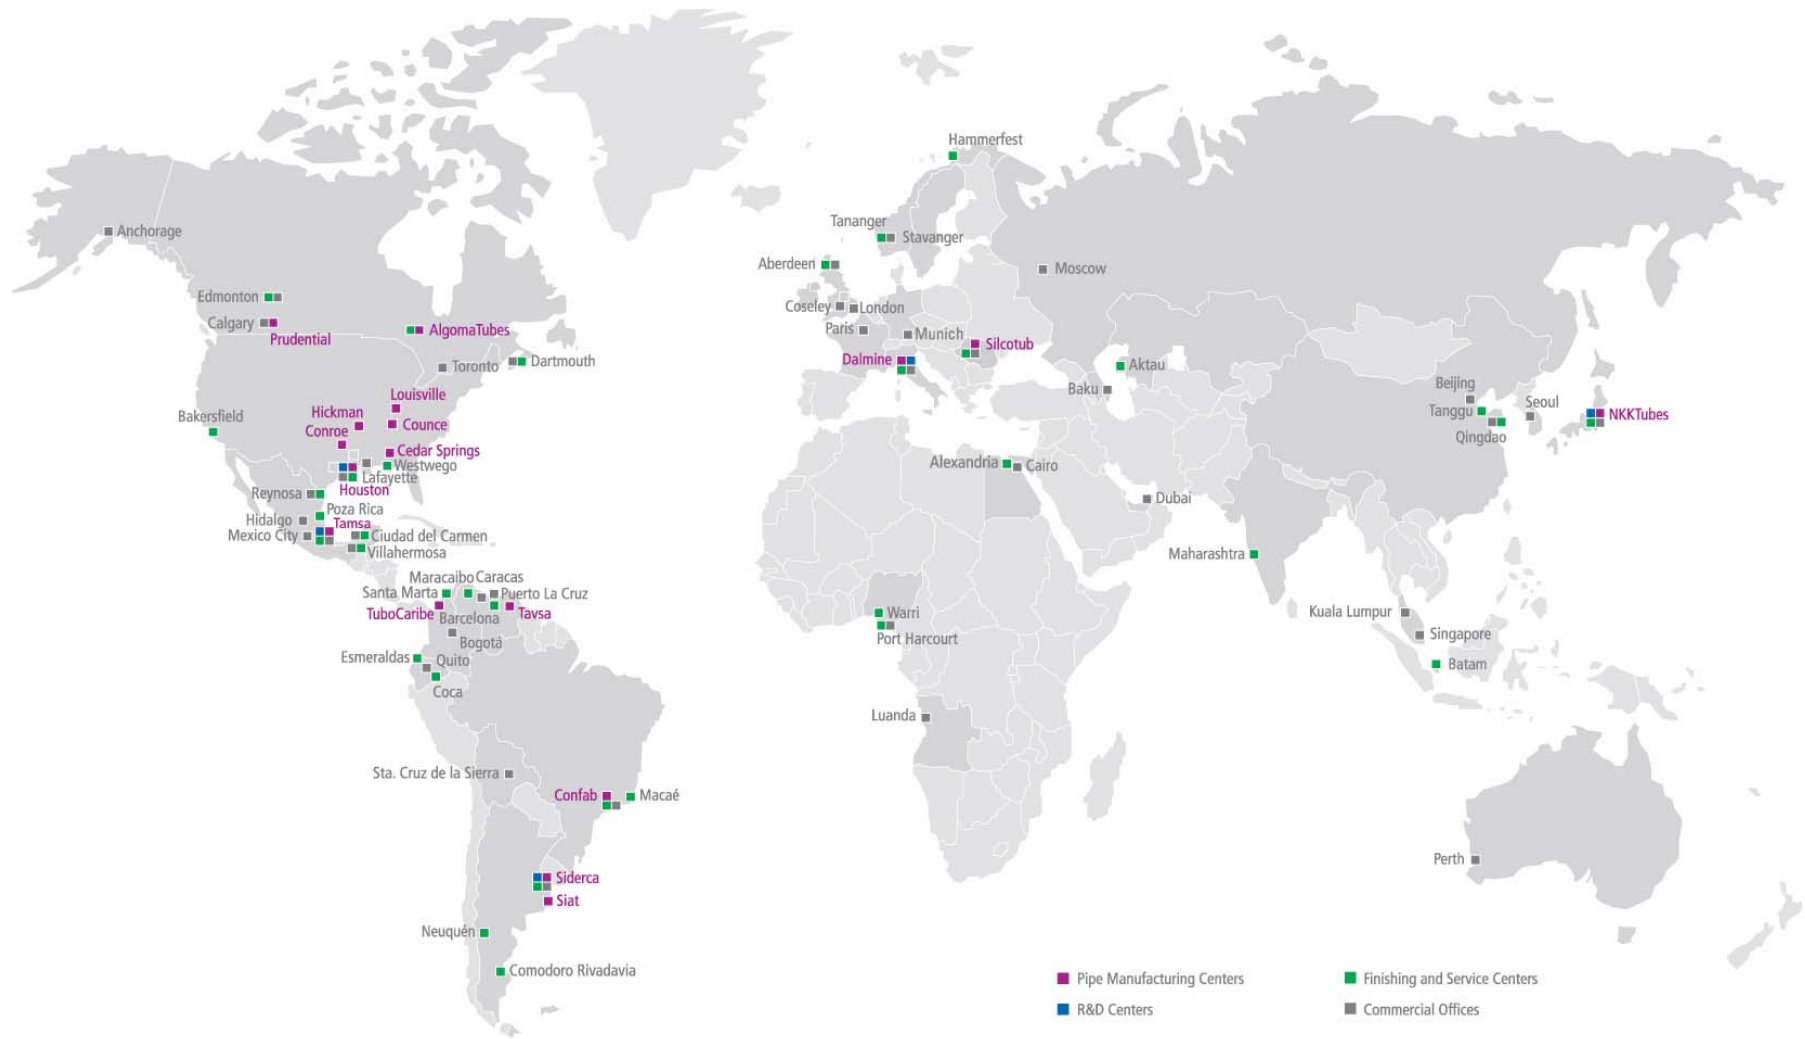 Hammerfest
Tananger
Stavanger
Anchorage
Aberdeen
Moscow
Edmonton
Coseley
London
Calgary
Prudential
AlgomaTubes
Paris
Munich
Silcotub
Dalmine
Toronto
Dartmouth
Aktau
Baku
Beijing
Louisville
Tanggu
Seoul
NKKTubes
Hickman
Bakersfield
Counce
Conroe
Qingdao
Cedar Springs
Westwego
Alexandria
Cairo
Lafayette
Houston
Reynosa
Dubai
Poza Rica
Hidalgo
Tamsa
Mexico City
Ciudad del Carmen
Villahermosa
Maharashtra
Maracaibo
Caracas
Santa Marta
Puerto La Cruz
TuboCaribe
Tavsa
Barcelona
Warri
Kuala Lumpur
Port Harcourt
Singapore
Bogotá
Esmeraldas
Quito
Batam
Coca
Luanda
Sta. Cruz de la Sierra
Confab
Macaé
Perth
Siderca
Siat
Neuquén
Comodoro Rivadavia
Pipe Manufacturing Centers
Finishing and Service Centers
R&D Centers
Commercial Offices